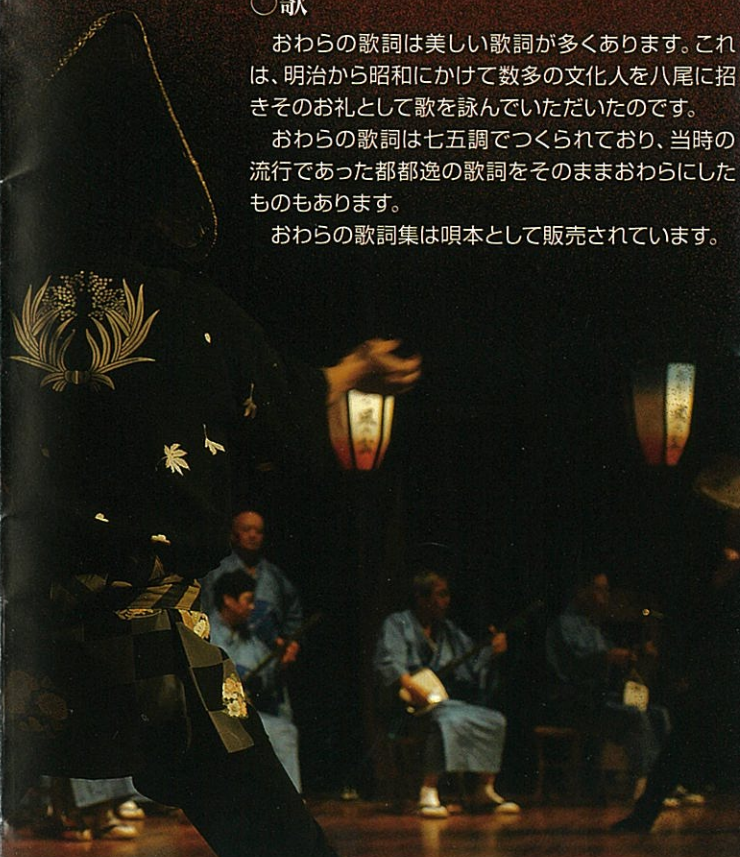 ○歌
　おわらの歌詞は美しい歌詞が多くあります。これ
は、明治から昭和にかけて数多の文化人を八尾に招
きそのお礼として歌を詠んでいただいたのです。
　おわらの歌詞は七五調でつくられており、当時の
流行であった都都逸の歌詞をそのままおわらにした
ものもあります。
　おわらの歌詞集は唄本として販売されています。